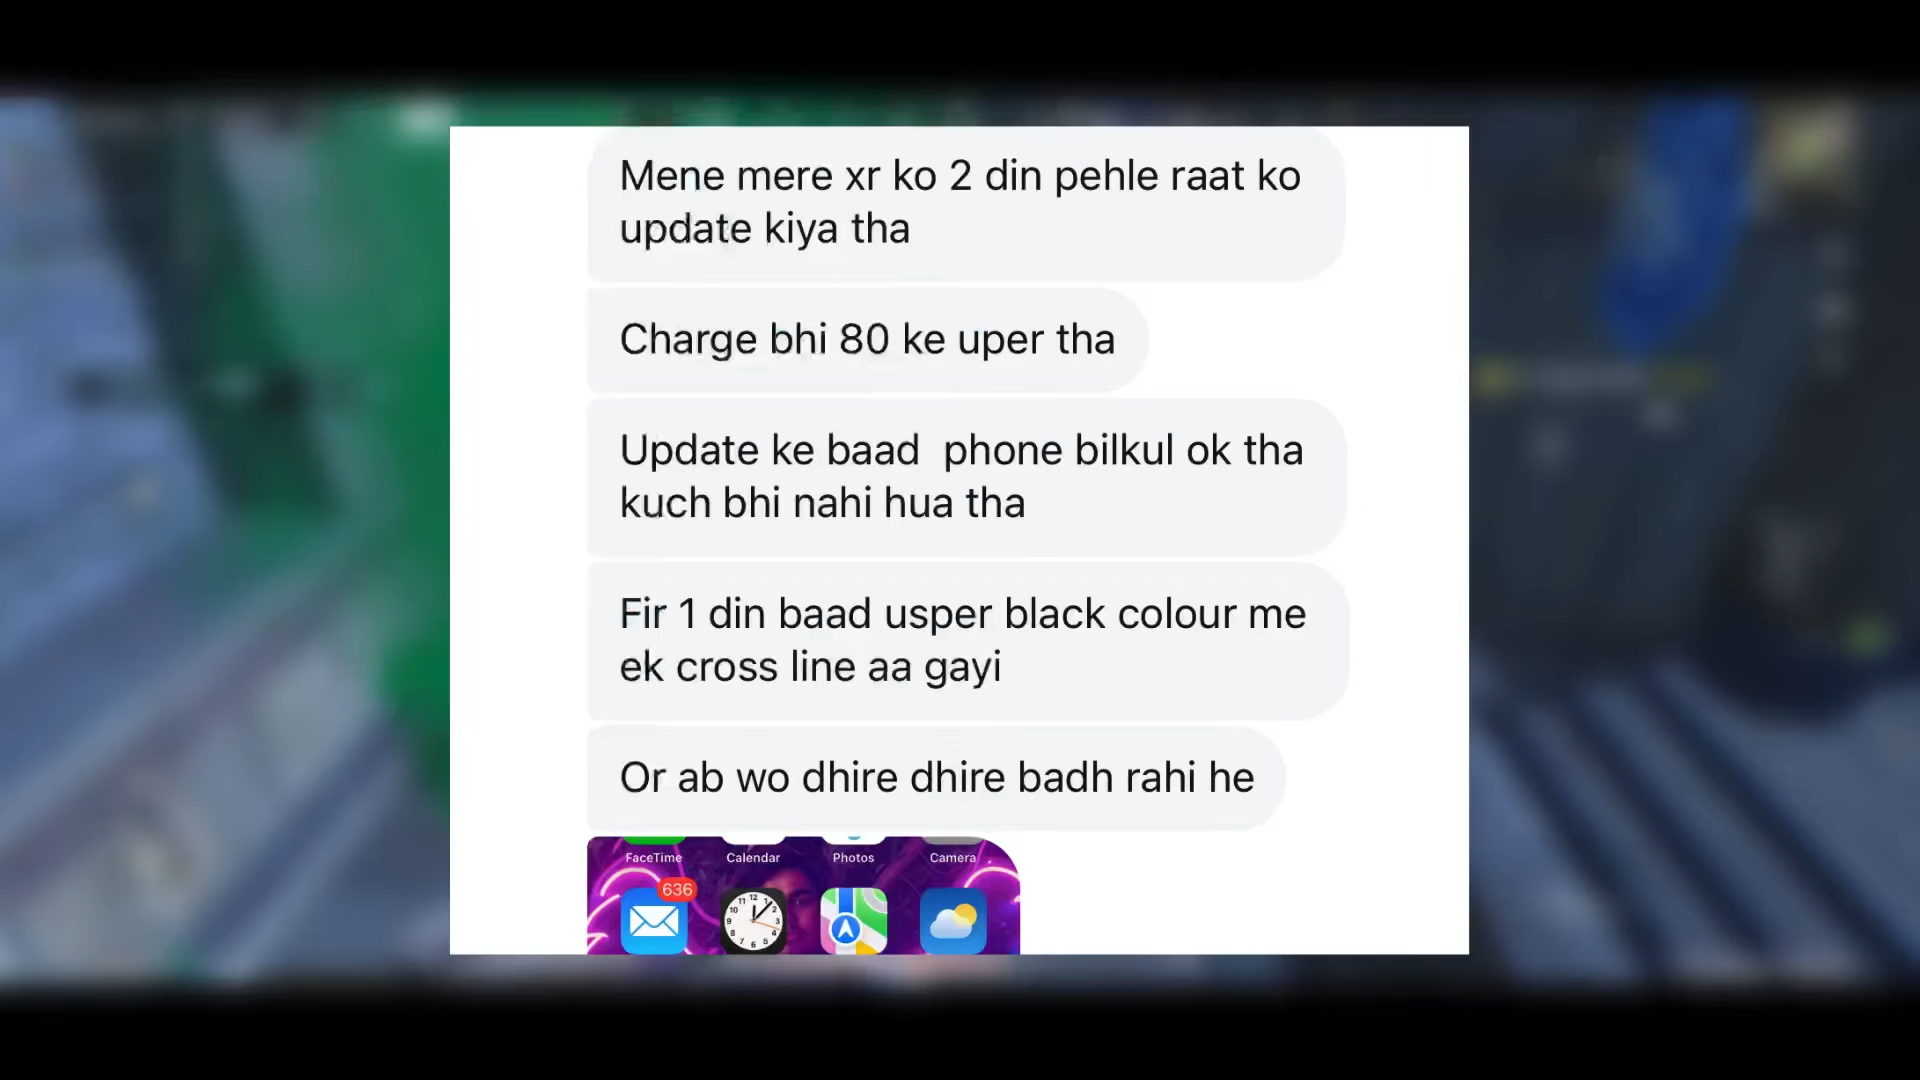 Mene mere xr ko 2 din pehle raat ko
update kiya tha
Charge bhi 80 ke uper tha
Update ke baad  phone bilkul ok tha
kuch bhi nahi hua tha
Fir 1 din baad usper black colour me
ek cross line aa gayi
Or ab wo dhire dhire badh rahi he
FaceTime Calendar Photos Camera
636